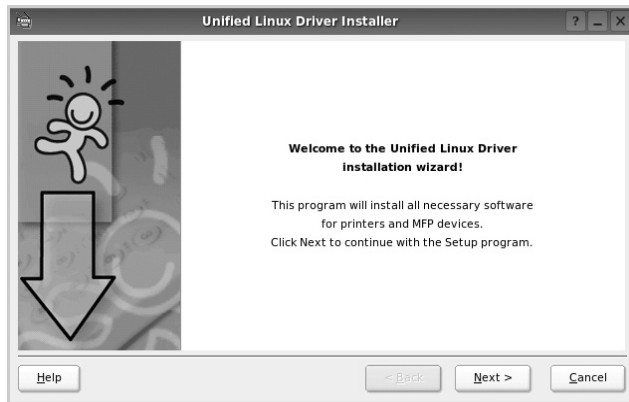 Unified Linux Driver Installer
?
Welcome to the Unified Linux Driver
installation wizard!
This program will install all necessary software
for printers and MFP devices.
Click Next to continue with the Setup program.
Help
< Back
Next >
Cancel